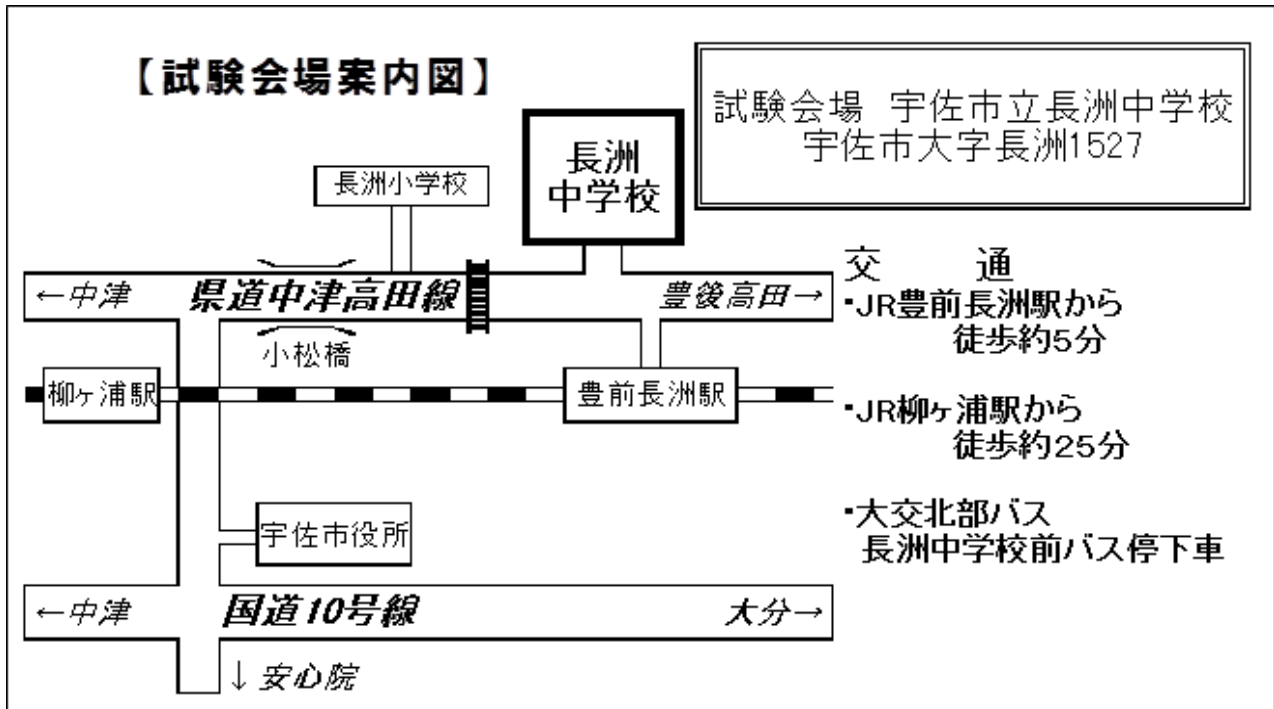 【試験会場案内図】
試験会場 宇佐市立長洲中学校
宇佐市大字長洲1527
長洲
中学校
長洲小学校
←中津
県道中津高田線
豊後高田→
小松橋
柳ヶ浦駅
豊前長洲駅
宇佐市役所
←中津
国道10号線
大分→
↓安心院
交 通
・JR豊前長洲駅から
徒歩約5分
・JR柳ヶ浦駅から
徒歩約25分
・大交北部バス
長洲中学校前バス停下車